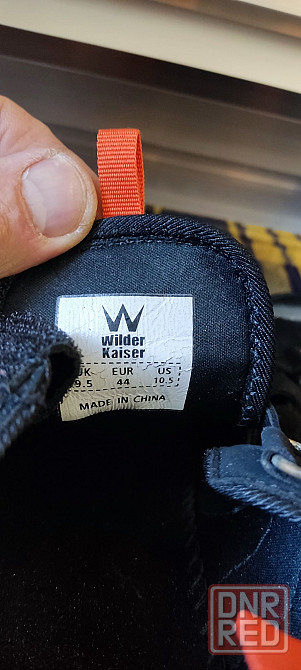 Wilder
Kaiser
UK EUR US
9.5 44 10.5
MADE IN CHINA
DNR
RED